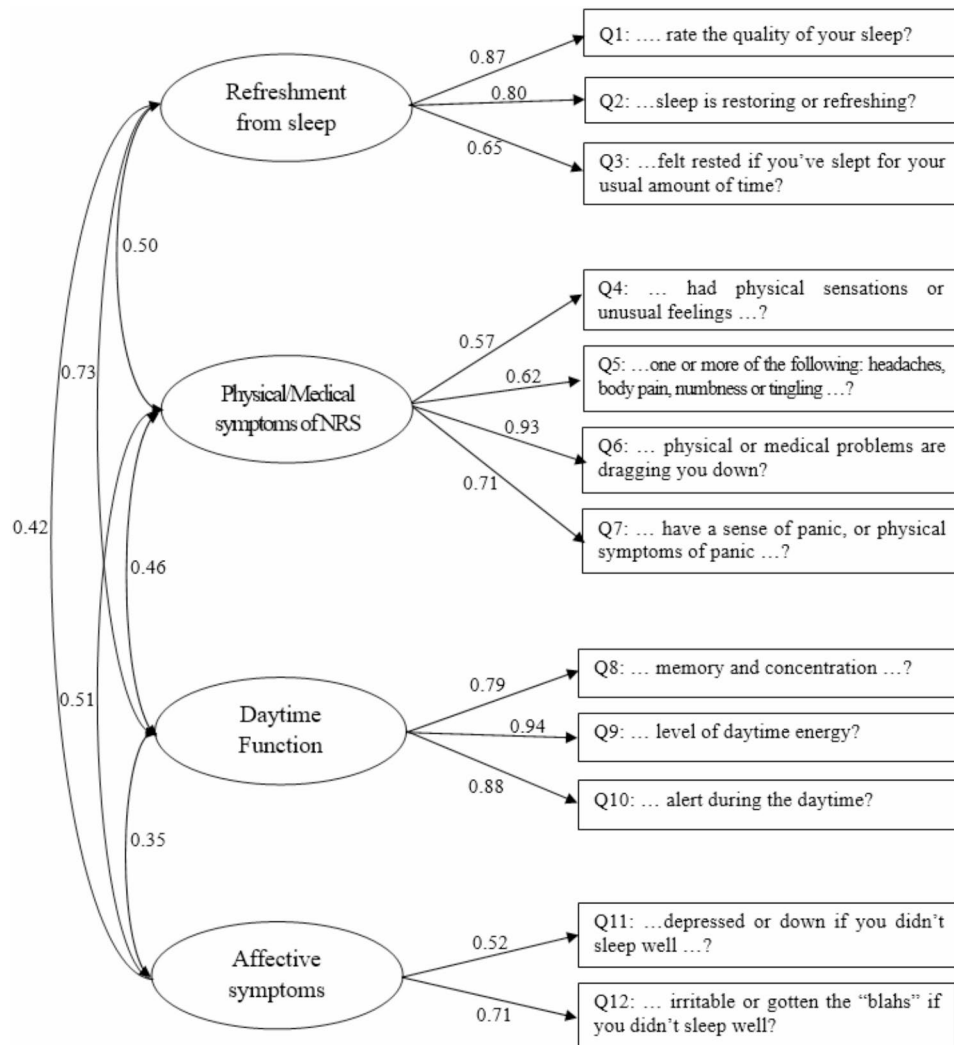 Refreshment
from sleep
0.87
0.80
0.65
Q1: …. rate the quality of your sleep?
Q2: …sleep is restoring or refreshing?
Q3: …felt rested if you’ve slept for your
usual amount of time?
0.50
0.73
0.42
Physical/Medical
symptoms of NRS
0.57
0.62
0.93
0.71
Q4: … had physical sensations or
unusual feelings …?
Q5: …one or more of the following: headaches,
body pain, numbness or tingling …?
Q6: … physical or medical problems are
dragging you down?
Q7: … have a sense of panic, or physical
symptoms of panic …?
0.46
0.51
Daytime
Function
0.79
0.94
0.88
Q8: … memory and concentration …?
Q9: … level of daytime energy?
Q10: … alert during the daytime?
0.35
Affective
symptoms
0.52
0.71
Q11: …depressed or down if you didn’t
sleep well …?
Q12: … irritable or gotten the “blahs” if
you didn’t sleep well?